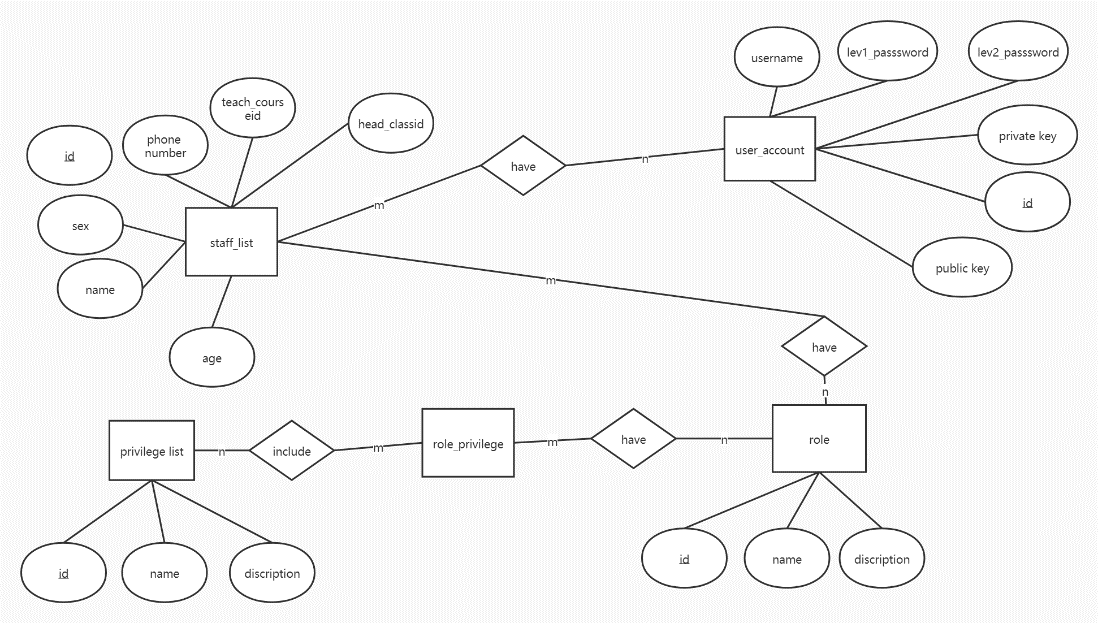 username
lev1_passsword
lev2_passsword
teach_cours
eid
head_classid
phone
number
id
private key
user_account
have
n
id
m
sex
staff_list
public key
name
m
age
have
n
privilege list
n
include
m
role_privilege
m
have
n
role
id
name
discription
id
name
discription